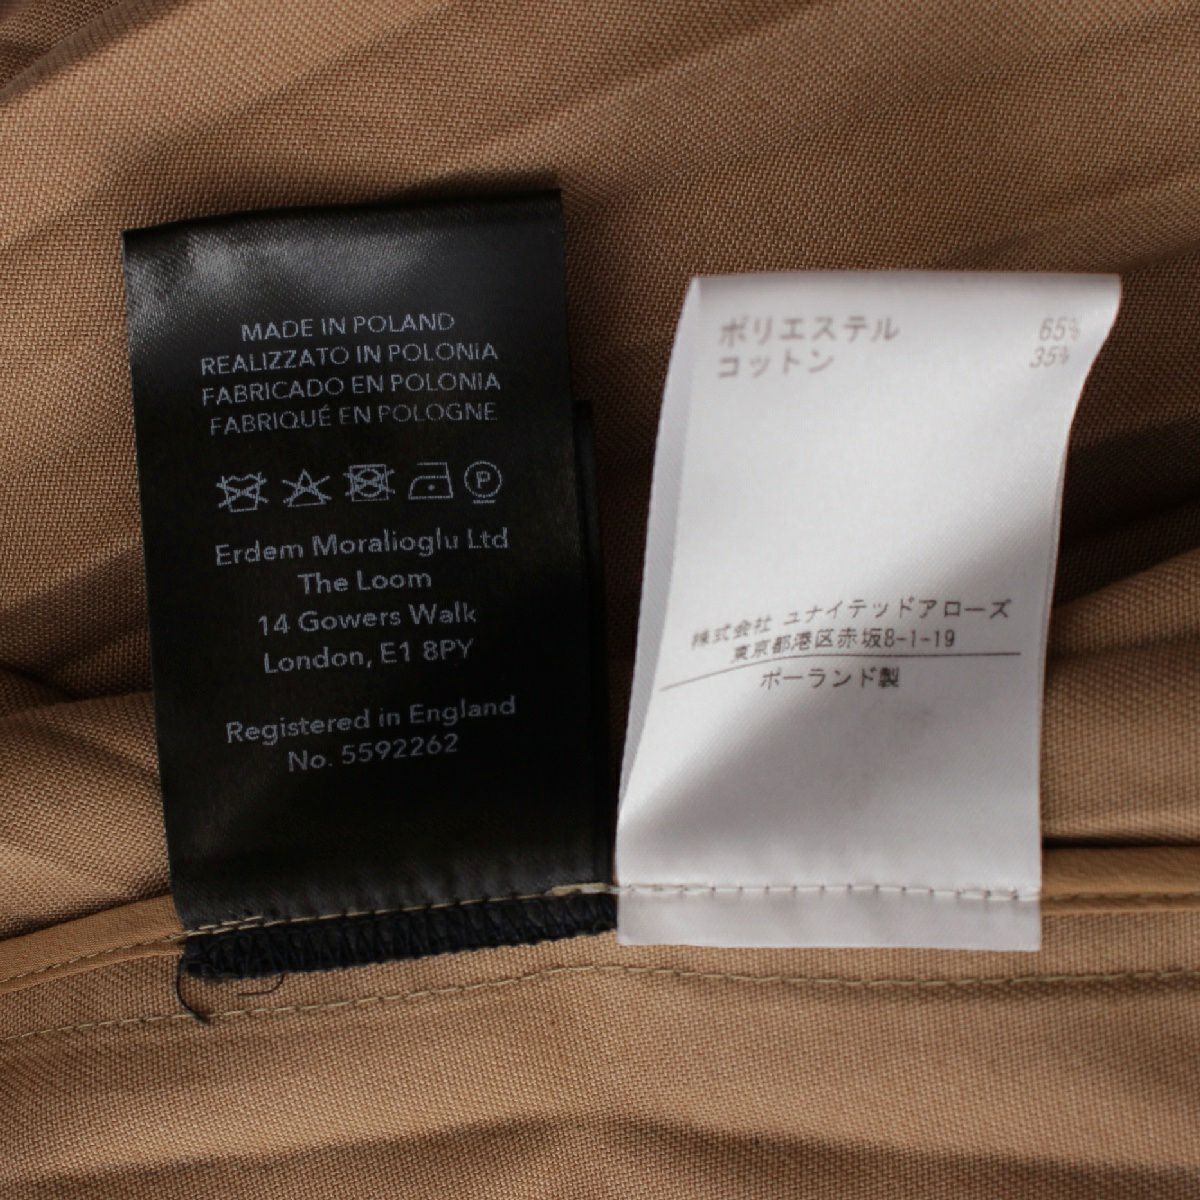 MADE IN POLAND
REALIZZATO IN POLONIA
FABRICADO EN POLONIA
FABRIQUÉ EN POLOGNE
P
Erdem Moralioglu Ltd
The Loom
14 Gowers Walk
London, E1 8PY
Registered in England
No. 5592262
ポリエステル 65%
コットン 35%
株式会社 ユナイテッドアローズ
東京都港区赤坂8-1-19
ポーランド製